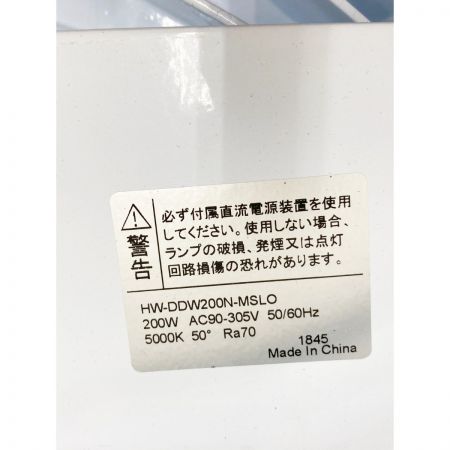 警告
必ず付属直流電源装置を使用
してください。使用しない場合、
ランプの破損、発煙又は点灯
回路損傷の恐れがあります。
HW-DDW200N-MSLO
200W AC90-305V 50/60Hz
5000K 50° Ra70
1845
Made In China